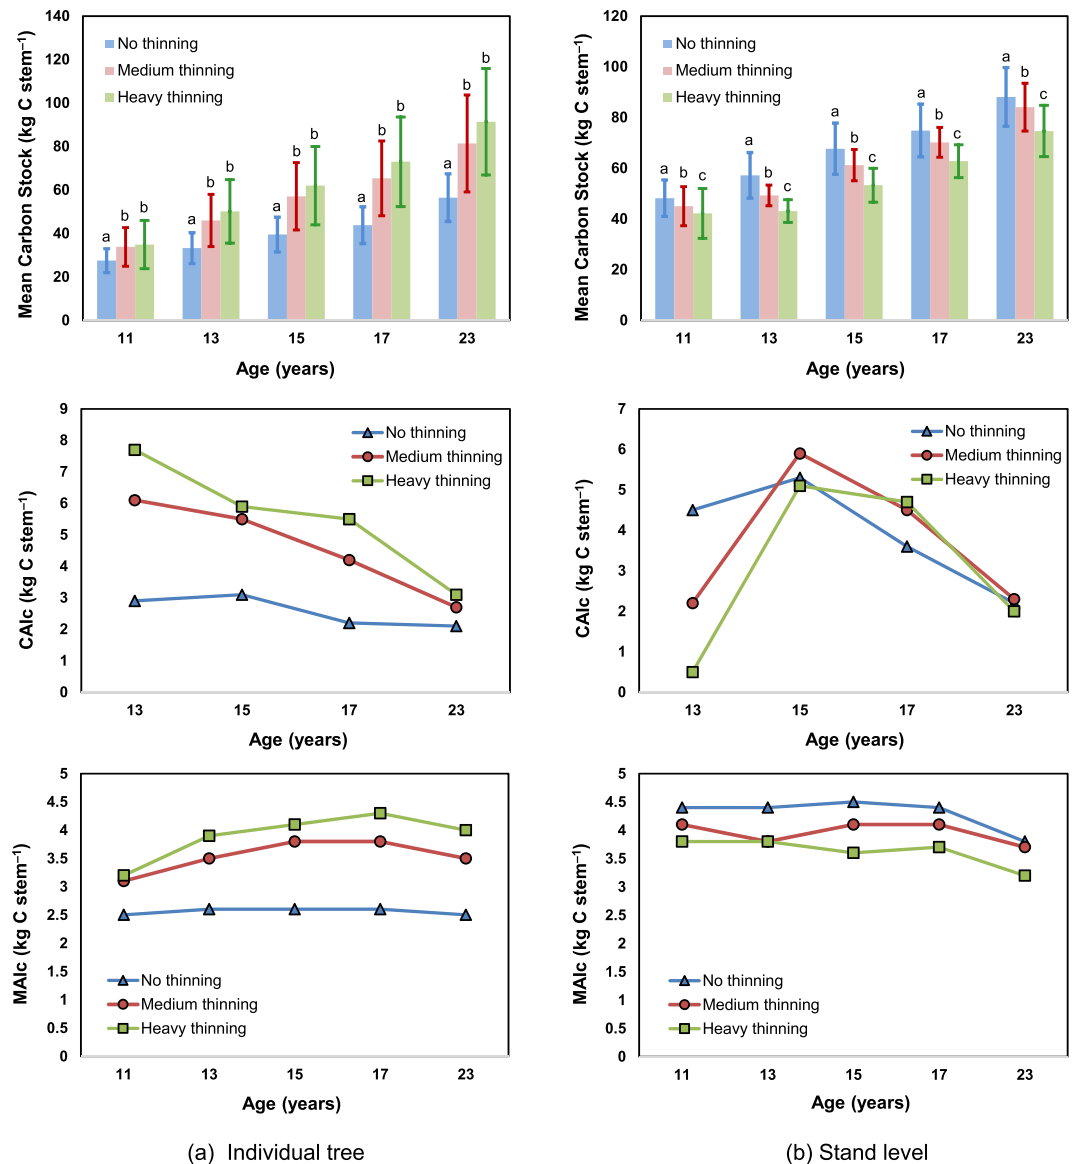 Mean Carbon Stock (kg C stem⁻¹)
140
120
100
80
60
40
20
0
No thinning
Medium thinning
Heavy thinning
a b b a b b a b b a b b a b b
11 13 15 17 23
Age (years)
Mean Carbon Stock (kg C stem⁻¹)
120
100
80
60
40
20
0
No thinning
Medium thinning
Heavy thinning
a b c a b c a b c a b c a b c
11 13 15 17 23
Age (years)
CAIc (kg C stem⁻¹)
9
8
7
6
5
4
3
2
1
0
No thinning
Medium thinning
Heavy thinning
13 15 17 23
Age (years)
CAIc (kg C stem⁻¹)
7
6
5
4
3
2
1
0
No thinning
Medium thinning
Heavy thinning
13 15 17 23
Age (years)
MAIc (kg C stem⁻¹)
5
4.5
4
3.5
3
2.5
2
1.5
1
0.5
0
No thinning
Medium thinning
Heavy thinning
11 13 15 17 23
Age (years)
MAIc (kg C stem⁻¹)
5
4.5
4
3.5
3
2.5
2
1.5
1
0.5
0
No thinning
Medium thinning
Heavy thinning
11 13 15 17 23
Age (years)
(a) Individual tree
(b) Stand level